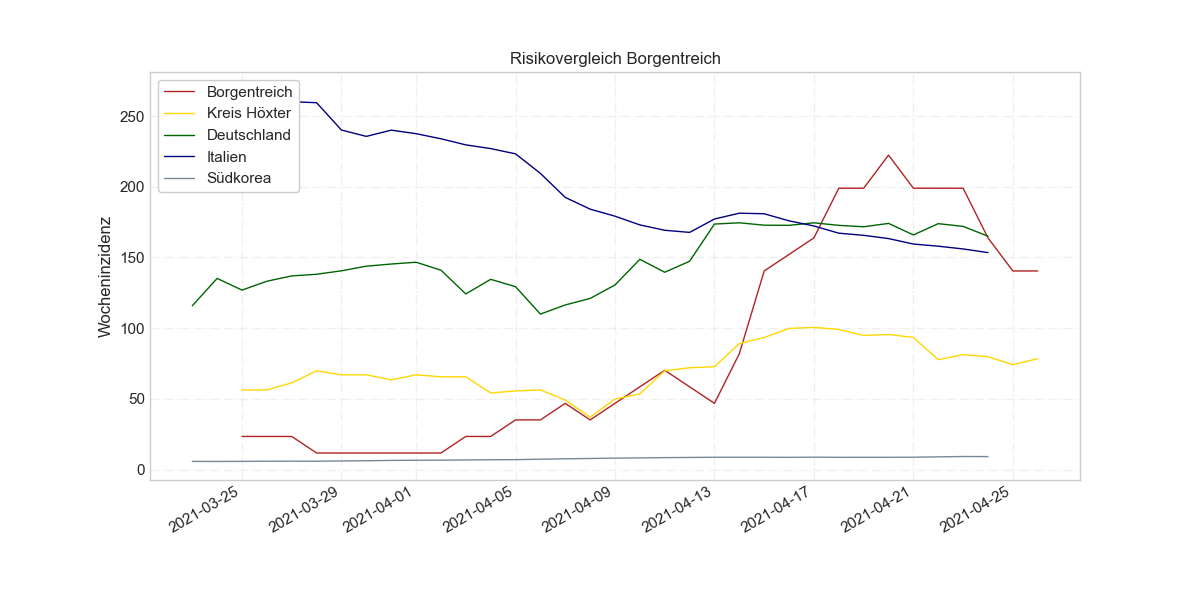 Risikovergleich Borgentreich
Borgentreich
Kreis Höxter
Deutschland
Italien
Südkorea
Wocheninzidenz
250
200
150
100
50
0
2021-03-25
2021-03-29
2021-04-01
2021-04-05
2021-04-09
2021-04-13
2021-04-17
2021-04-21
2021-04-25